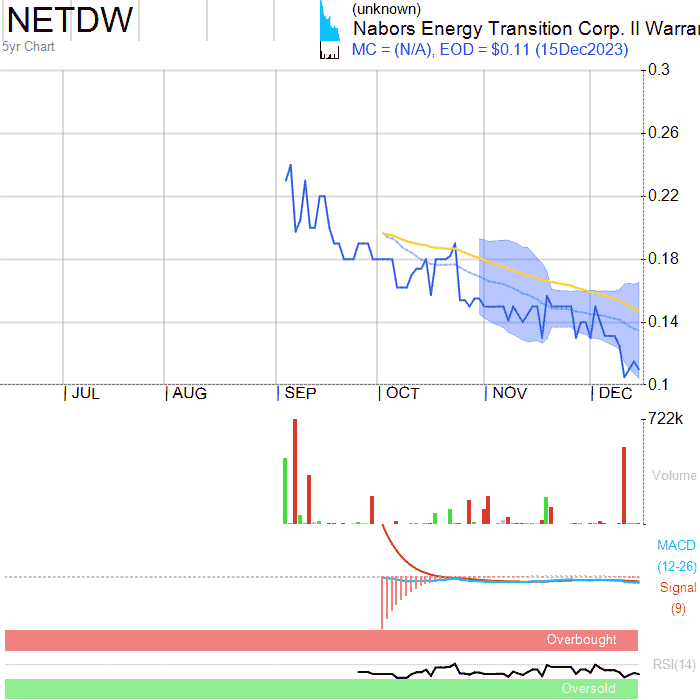 NETDW
5yr Chart
(unknown)
Nabors Energy Transition Corp. II Warra
MC = (N/A), EOD = $0.11 (15Dec2023)
0.3
0.26
0.22
0.18
0.14
0.1
JUL AUG SEP OCT NOV DEC
722k
Volume
MACD
(12-26)
Signal
(9)
Overbought
RSI(14)
Oversold